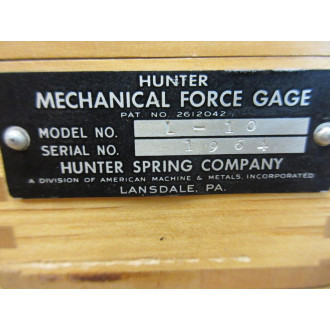 HUNTER
MECHANICAL FORCE GAGE
PAT. NO. 2612042
MODEL NO. L-10
SERIAL NO. 1964
HUNTER SPRING COMPANY
A DIVISION OF AMERICAN MACHINE & METALS, INCORPORATED
LANSDALE, PA.